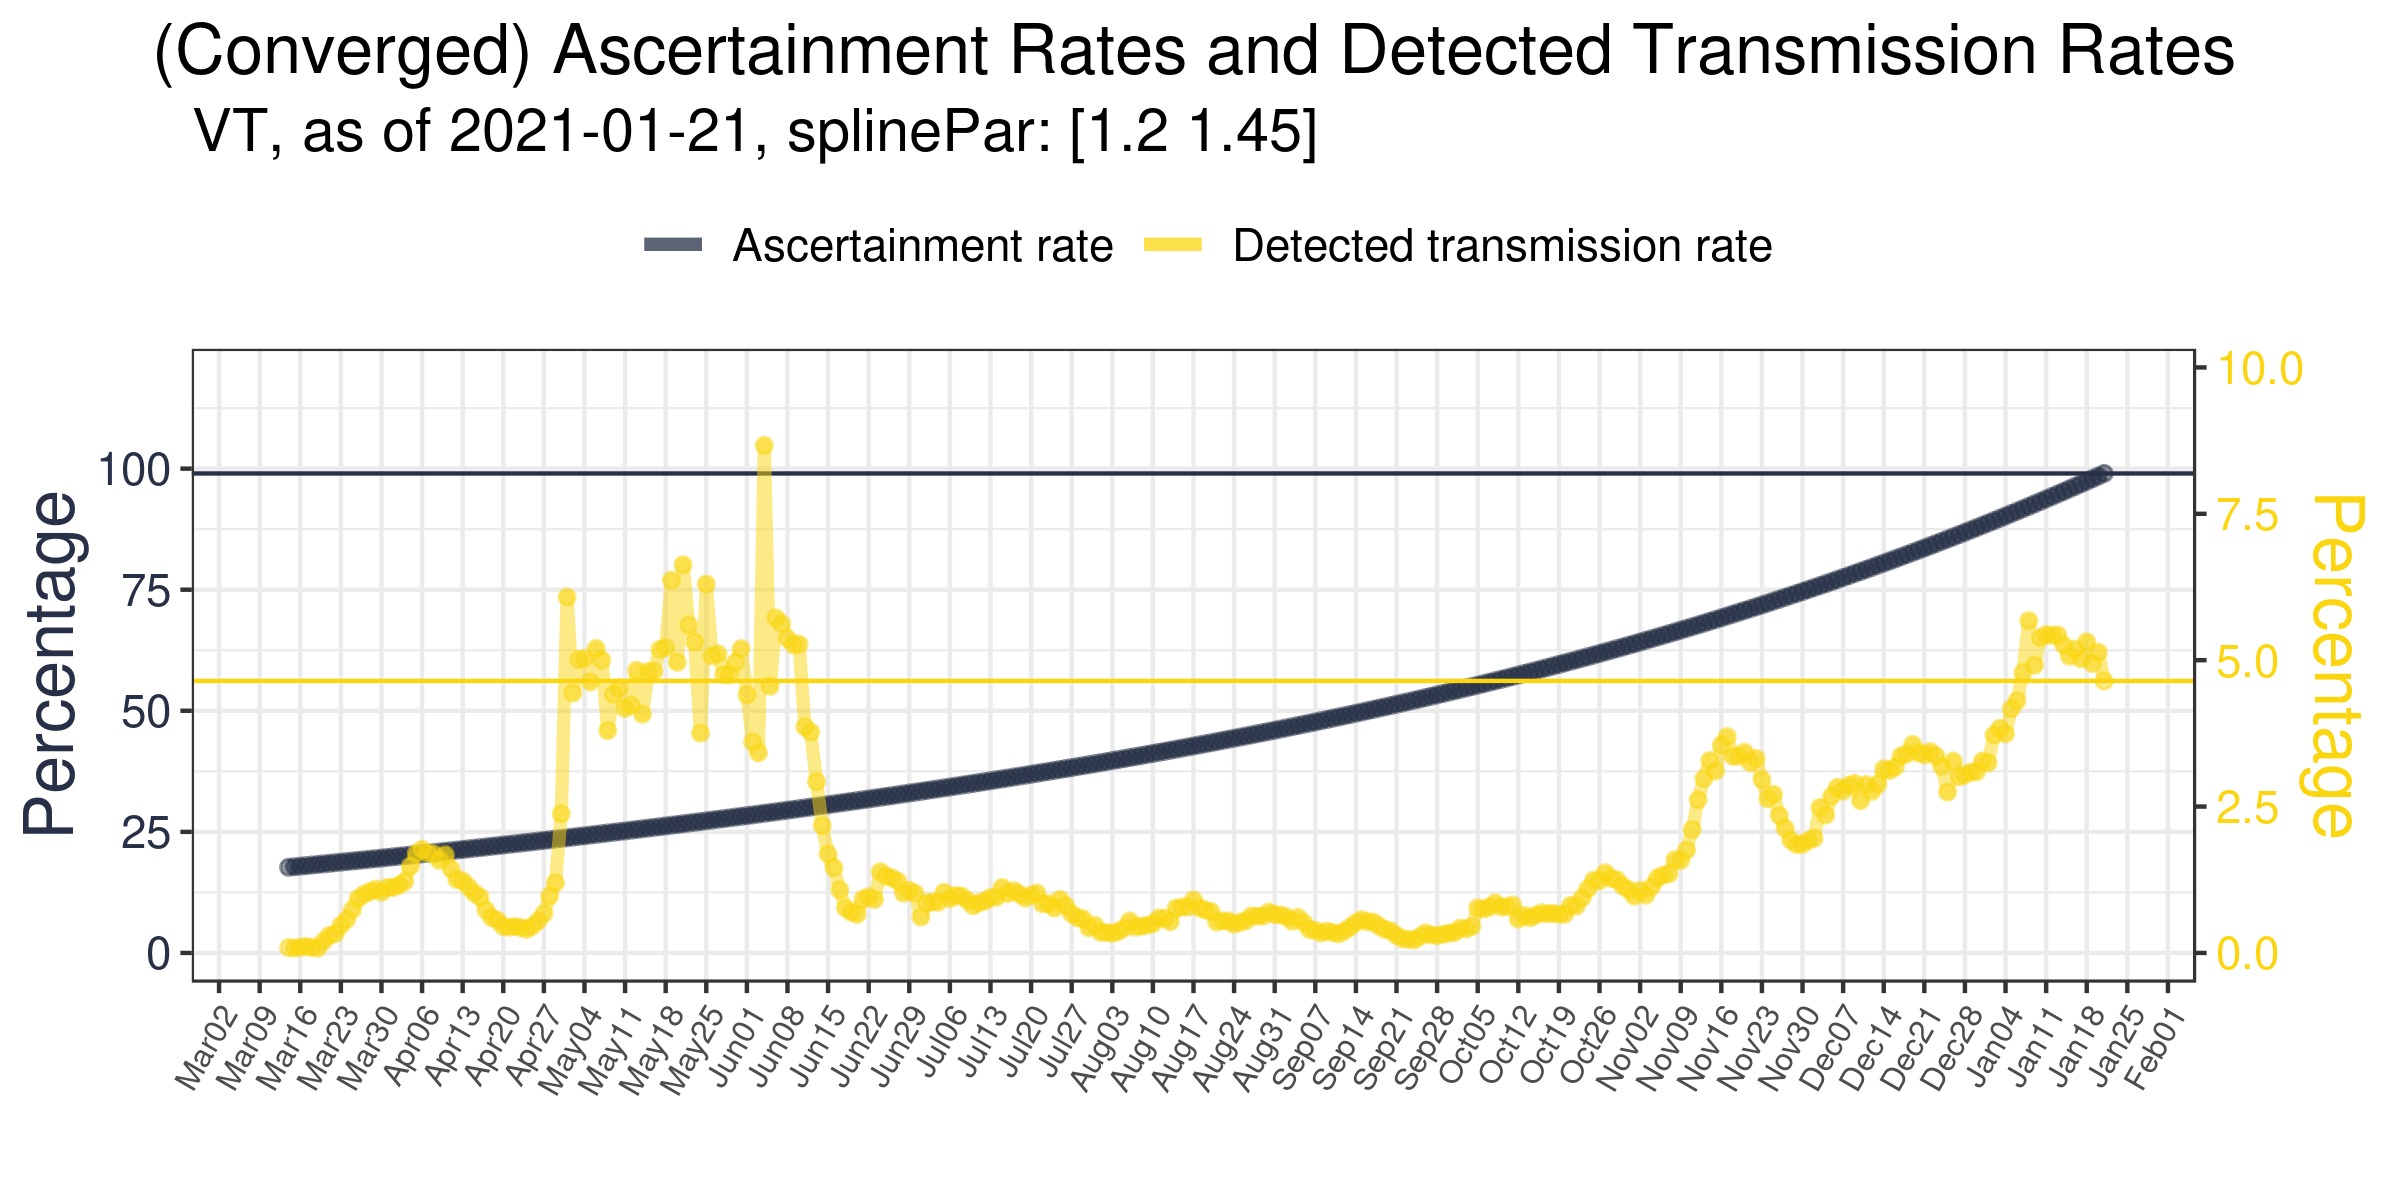 (Converged) Ascertainment Rates and Detected Transmission Rates
VT, as of 2021-01-21, splinePar: [1.2 1.45]
Ascertainment rate
Detected transmission rate
Percentage
100
75
50
25
0
10.0
7.5
5.0
2.5
0.0
Percentage
Mar02
Mar09
Mar16
Mar23
Mar30
Apr06
Apr13
Apr20
Apr27
May04
May11
May18
May25
Jun01
Jun08
Jun15
Jun22
Jun29
Jul06
Jul13
Jul20
Jul27
Aug03
Aug10
Aug17
Aug24
Aug31
Sep07
Sep14
Sep21
Sep28
Oct05
Oct12
Oct19
Oct26
Nov02
Nov09
Nov16
Nov23
Nov30
Dec07
Dec14
Dec21
Dec28
Jan04
Jan11
Jan18
Jan25
Feb01